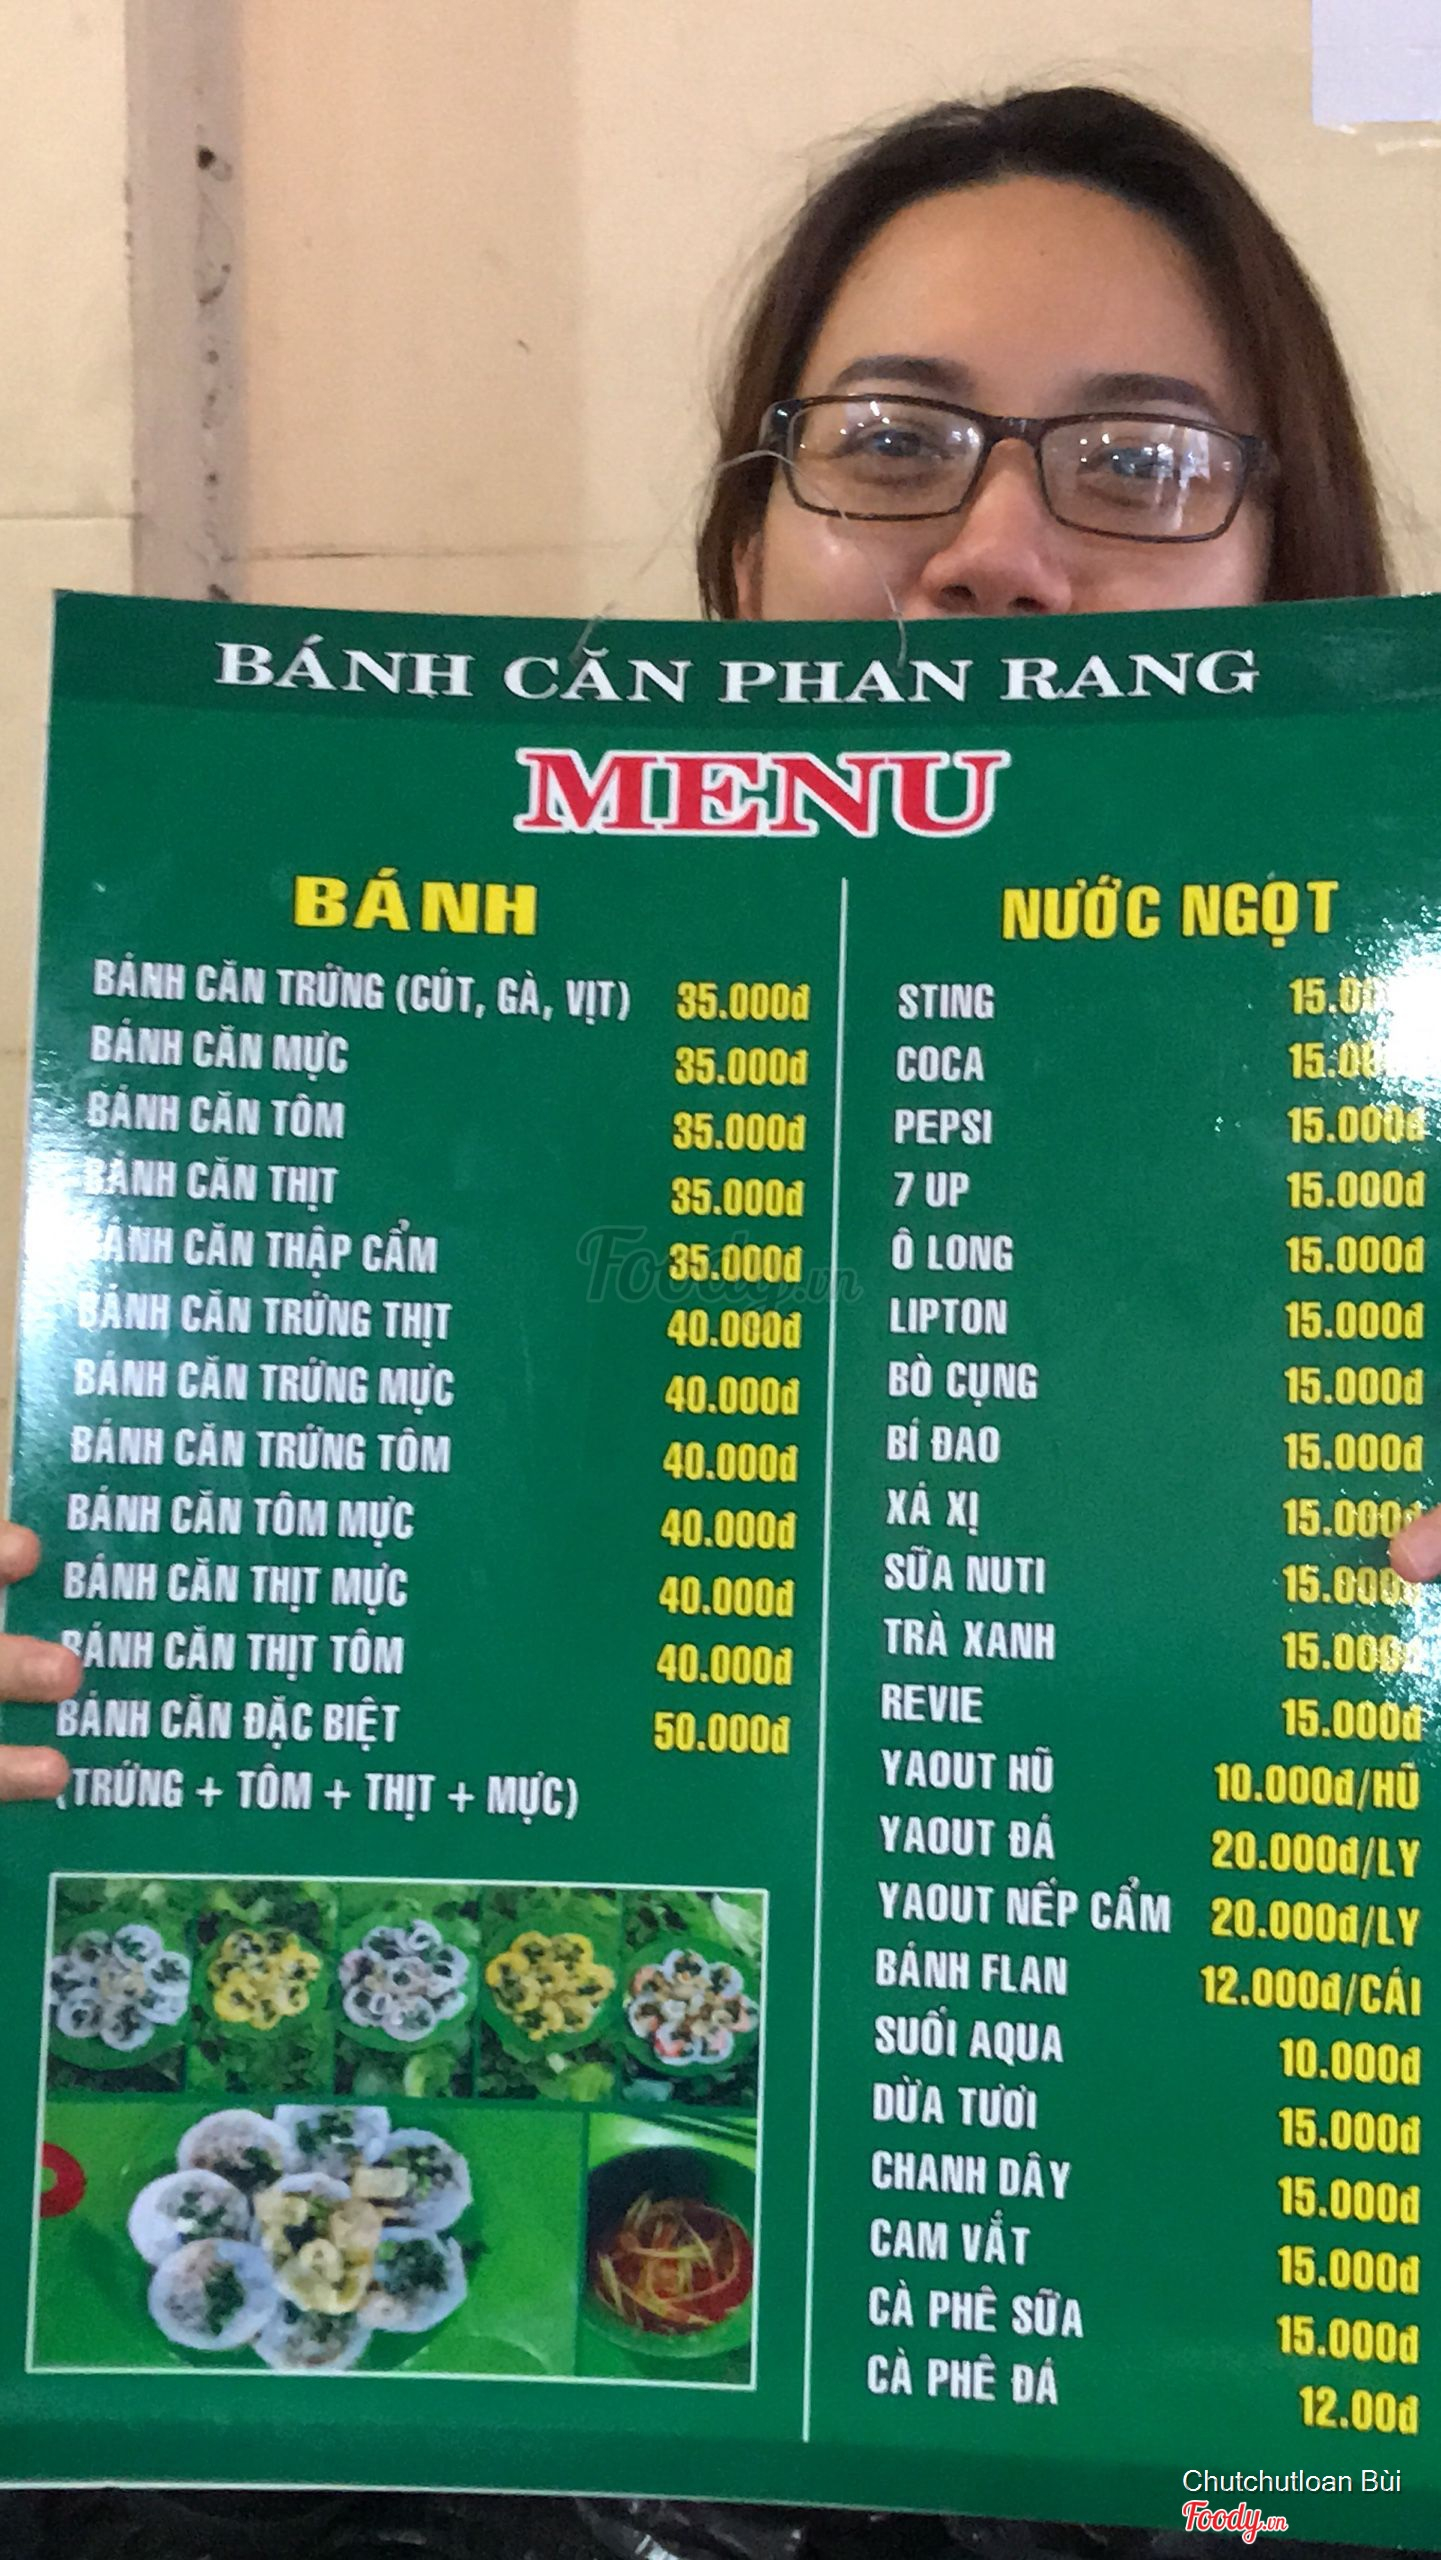 BÁNH CĂN PHAN RANG
MENU
BÁNH
BÁNH CĂN TRỨNG (CÚT, GÀ, VỊT) 35.000đ
BÁNH CĂN MỰC 35.000đ
BÁNH CĂN TÔM 35.000đ
BÁNH CĂN THỊT 35.000đ
BÁNH CĂN THẬP CẨM 35.000đ
BÁNH CĂN TRỨNG THỊT 40.000đ
BÁNH CĂN TRỨNG MỰC 40.000đ
BÁNH CĂN TRỨNG TÔM 40.000đ
BÁNH CĂN TÔM MỰC 40.000đ
BÁNH CĂN THỊT MỰC 40.000đ
BÁNH CĂN THỊT TÔM 40.000đ
BÁNH CĂN ĐẶC BIỆT 50.000đ
(TRỨNG + TÔM + THỊT + MỰC)
NƯỚC NGỌT
STING
COCA
PEPSI 15.000đ
7 UP 15.000đ
Ô LONG 15.000đ
LIPTON 15.000đ
BÒ CỤNG 15.000đ
BÍ ĐAO 15.000đ
XÁ XỊ 15.000đ
SỮA NUTI 15.000đ
TRÀ XANH 15.000đ
REVIE 15.000đ
YAOUT HŨ 10.000đ/HŨ
YAOUT ĐÁ 20.000đ/LY
YAOUT NẾP CẨM 20.000đ/LY
BÁNH FLAN 12.000đ/CÁI
SUỐI AQUA 10.000đ
DỪA TƯƠI 15.000đ
CHANH DÂY 15.000đ
CAM VẮT 15.000đ
CÀ PHÊ SỮA 15.000đ
CÀ PHÊ ĐÁ 12.00đ
Foody.vn
Chutchutloan Bùi
Foody.vn